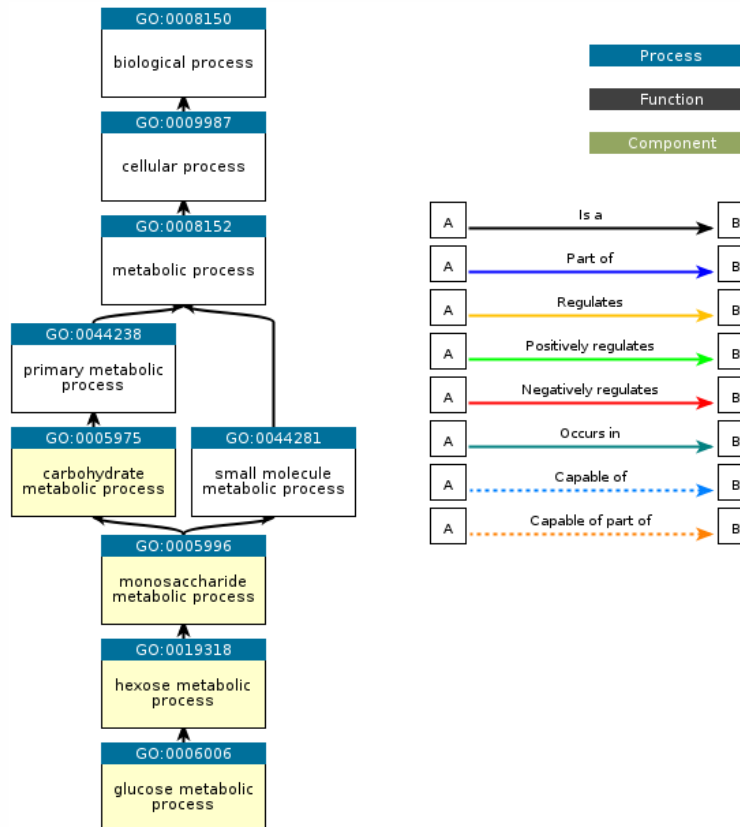 GO:0008150
biological process
GO:0009987
cellular process
GO:0008152
metabolic process
GO:0044238
primary metabolic
process
GO:0005975
carbohydrate
metabolic process
GO:0044281
small molecule
metabolic process
GO:0005996
monosaccharide
metabolic process
GO:0019318
hexose metabolic
process
GO:0006006
glucose metabolic
process
Process
Function
Component
A Is a B
A Part of B
A Regulates B
A Positively regulates B
A Negatively regulates B
A Occurs in B
A Capable of B
A Capable of part of B